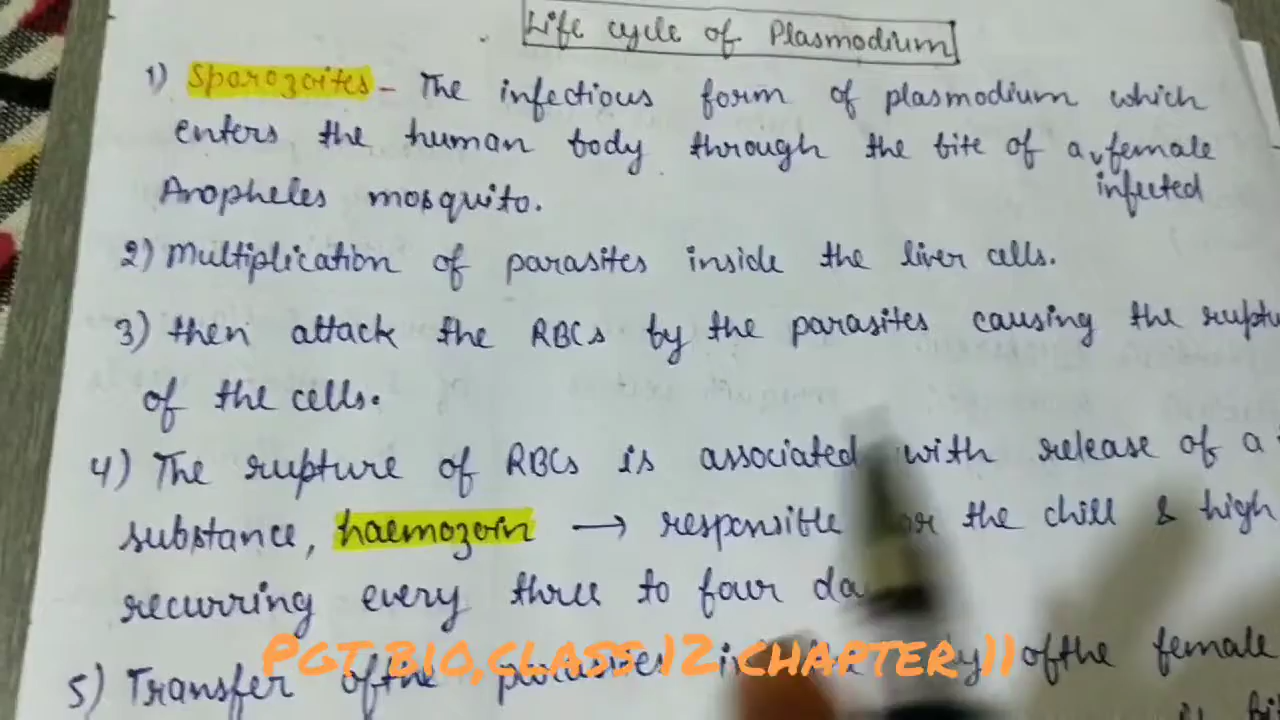 Life cycle of Plasmodium
1) Sporozoites - The infectious form of plasmodium which
enters the human body through the bite of a female
infected
Anopheles mosquito.
2) Multiplication of parasites inside the liver cells.
3) then attack the RBCs by the parasites causing the
of the cells.
4) The rupture of RBCs is associated with release of a
substance, haemozoin → responsible the chill & high
recurring every three to four
5) Transfer of the parasites of the female
Pgt bio,class 12 chapter 11